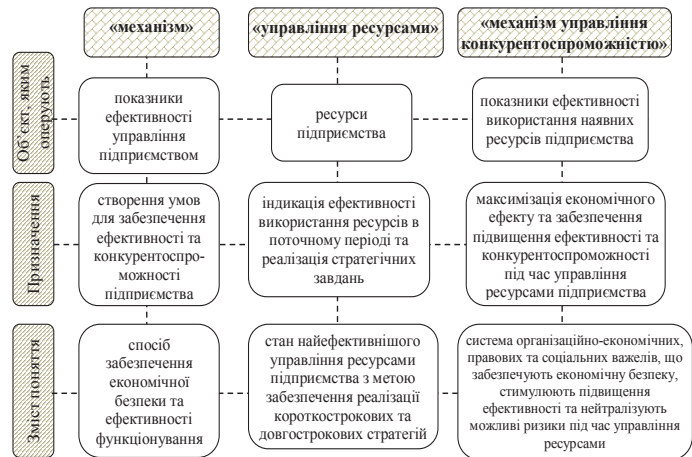 «механізм»
«управління ресурсами»
«механізм управління
конкурентоспроможністю»
Об’єкт, яким
оперують
показники
ефективності
управління
підприємством
ресурси
підприємства
показники ефективності
використання наявних
ресурсів підприємства
Призначення
створення умов
для забезпечення
ефективності та
конкурентоспро-
можності
підприємства
індикація ефективності
використання ресурсів в
поточному періоді та
реалізація стратегічних
завдань
максимізація економічного
ефекту та забезпечення
підвищення ефективності та
конкурентоспроможності
під час управління
ресурсами підприємства
Зміст поняття
спосіб
забезпечення
економічної
безпеки та
ефективності
функціонування
стан найефективнішого
управління ресурсами
підприємства з метою
забезпечення реалізації
короткострокових та
довгострокових стратегій
система організаційно-економічних,
правових та соціальних важелів, що
забезпечують економічну безпеку,
стимулюють підвищення
ефективності та нейтралізують
можливі ризики під час управління
ресурсами